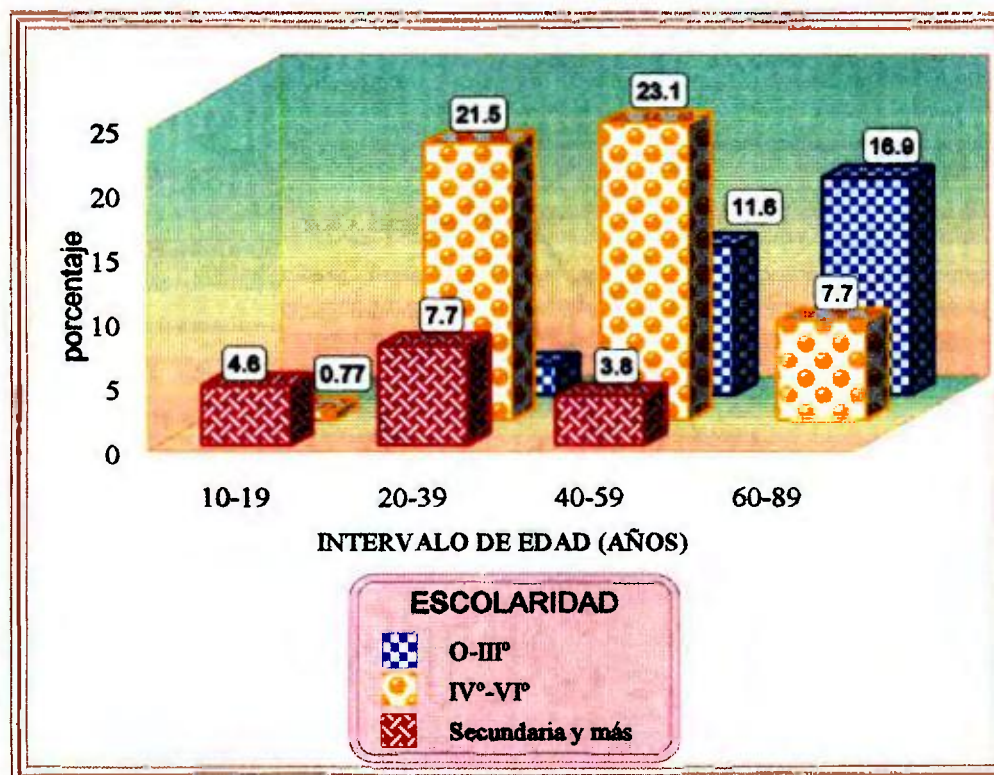 23.1
21.5
25
16.9
20
11.6
15
porcentaje
7.7
7.7
10
4.6
0.77
3.8
5
0
10-19 20-39 40-59 60-89
INTERVALO DE EDAD (AÑOS)
ESCOLARIDAD
O-IIIº
IVº-VIº
Secundaria y más